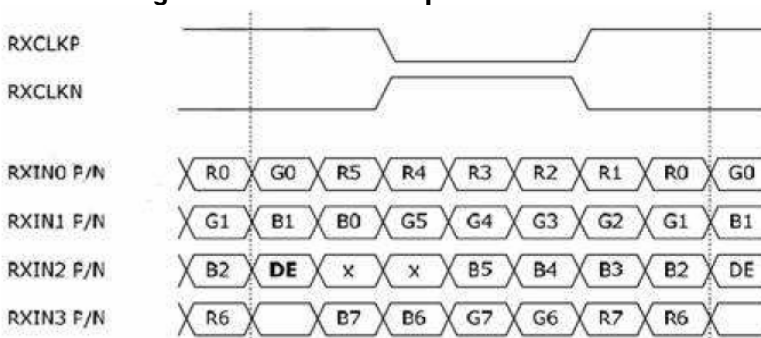 RXCLKP
RXCLKN
RXIN0 P/N R0 G0 R5 R4 R3 R2 R1 R0 G0
RXIN1 P/N G1 B1 B0 G5 G4 G3 G2 G1 B1
RXIN2 P/N B2 DE x x B5 B4 B3 B2 DE
RXIN3 P/N R6 B7 B6 G7 G6 R7 R6